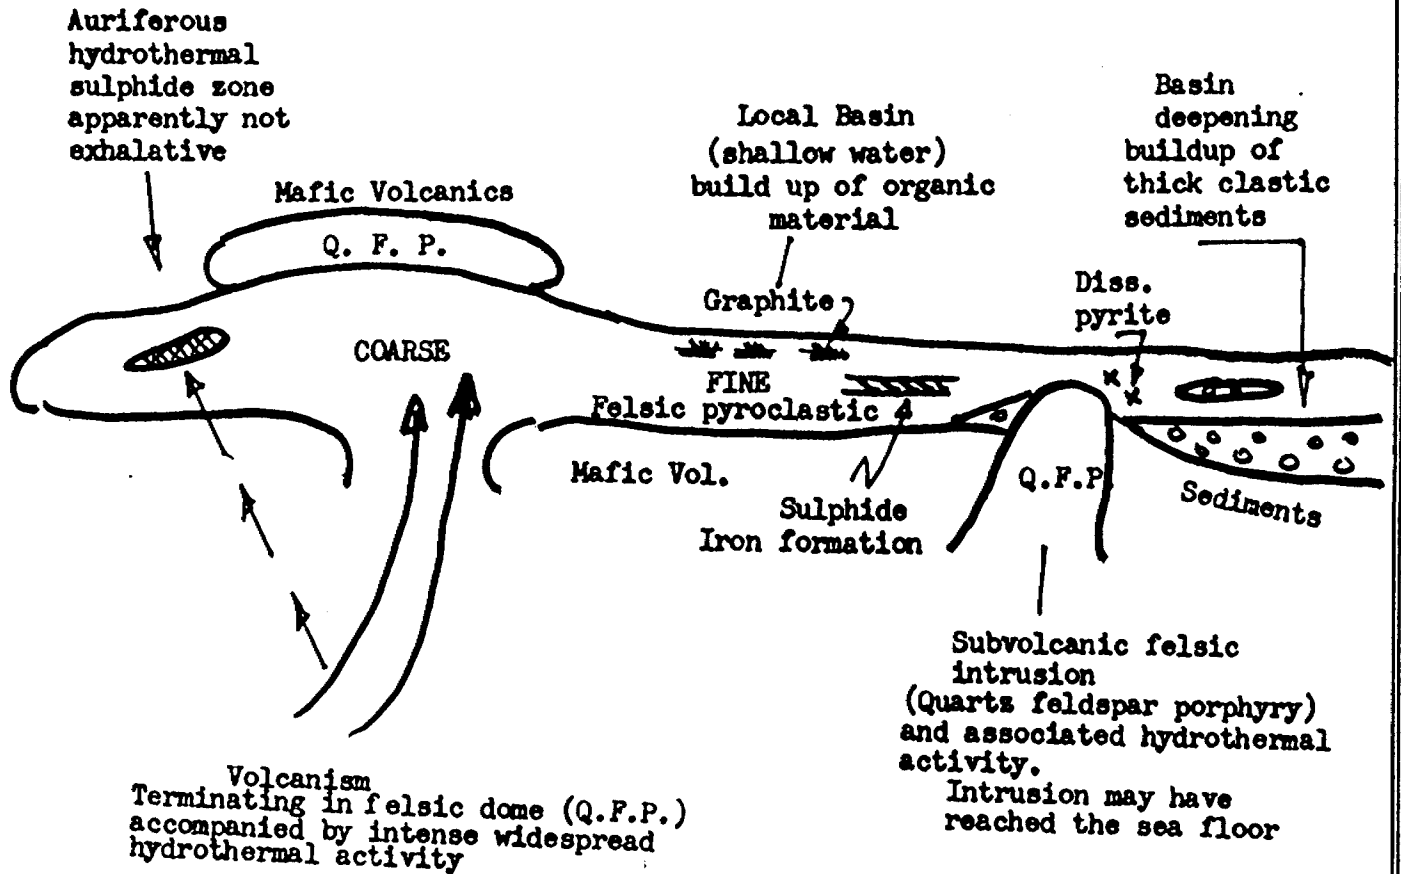 Auriferous
hydrothermal
sulphide zone
apparently not
exhalative
Mafic Volcanics
Q. F. P.
COARSE
Local Basin
(shallow water)
build up of organic
material
Graphite
FINE
Felsic pyroclastic
Mafic Vol.
Sulphide
Iron formation
Basin
deepening
buildup of
thick clastic
sediments
Diss.
pyrite
Q.F.P.
Sediments
Subvolcanic felsic
intrusion
(Quartz feldspar porphyry)
and associated hydrothermal
activity.
Intrusion may have
reached the sea floor
Volcanism
Terminating in felsic dome (Q.F.P.)
accompanied by intense widespread
hydrothermal activity